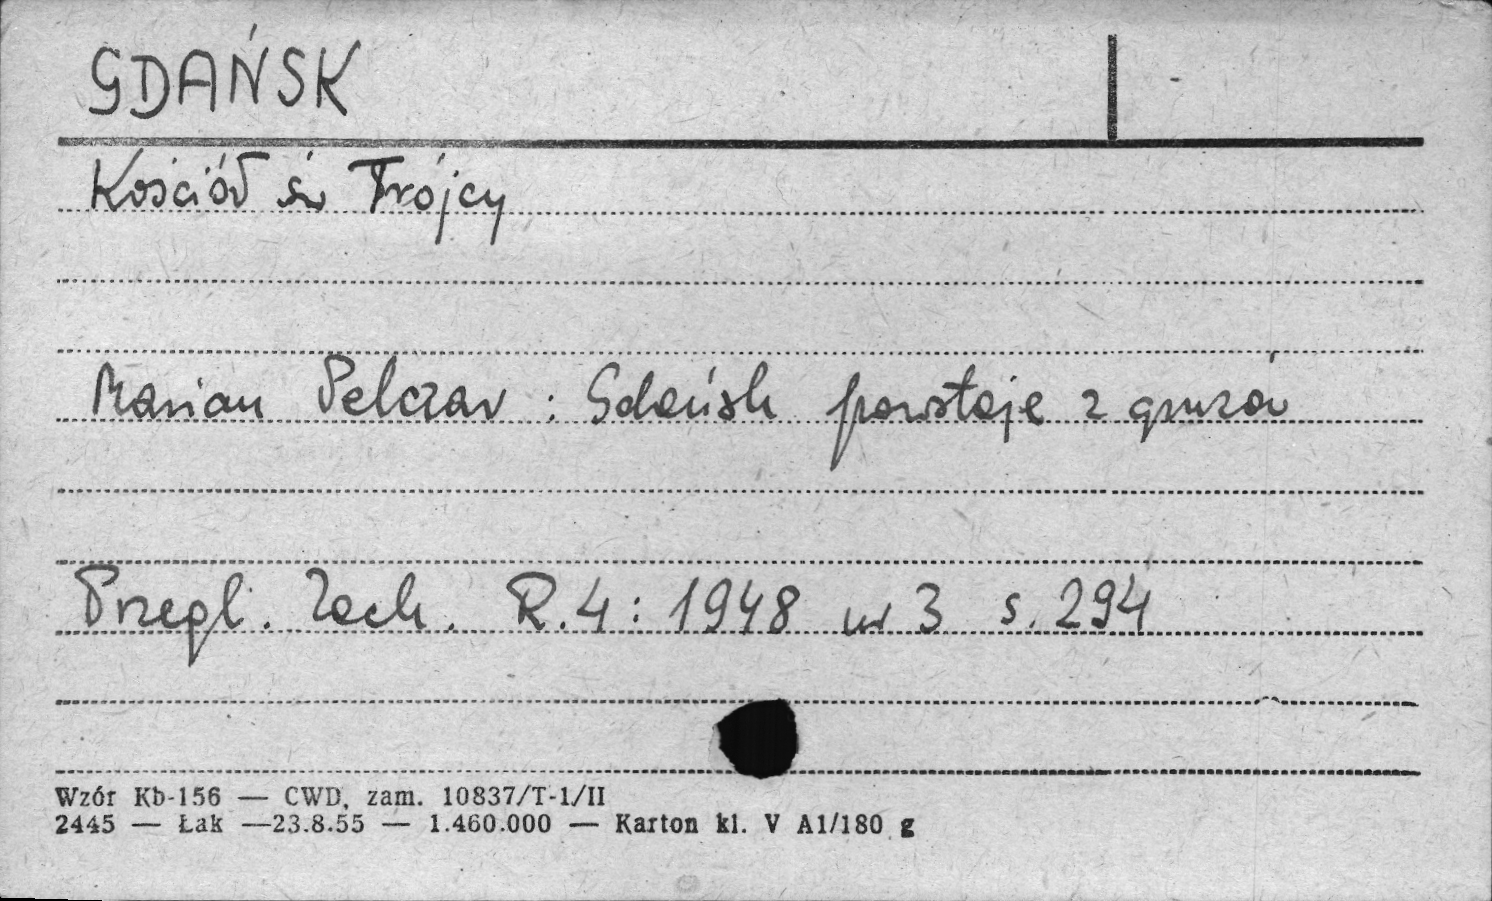 GDAŃSK
Kościół św Trójcy
Marian Pelczar : Gdańsk powstaje z gruzów
Przegl. Zach. R.4: 1948 nr 3 s. 294
Wzór Kb-156 — CWD, zam. 10837/T-1/II
2445 — Łak —23.8.55 — 1.460.000 — Karton kl. V A1/180 g